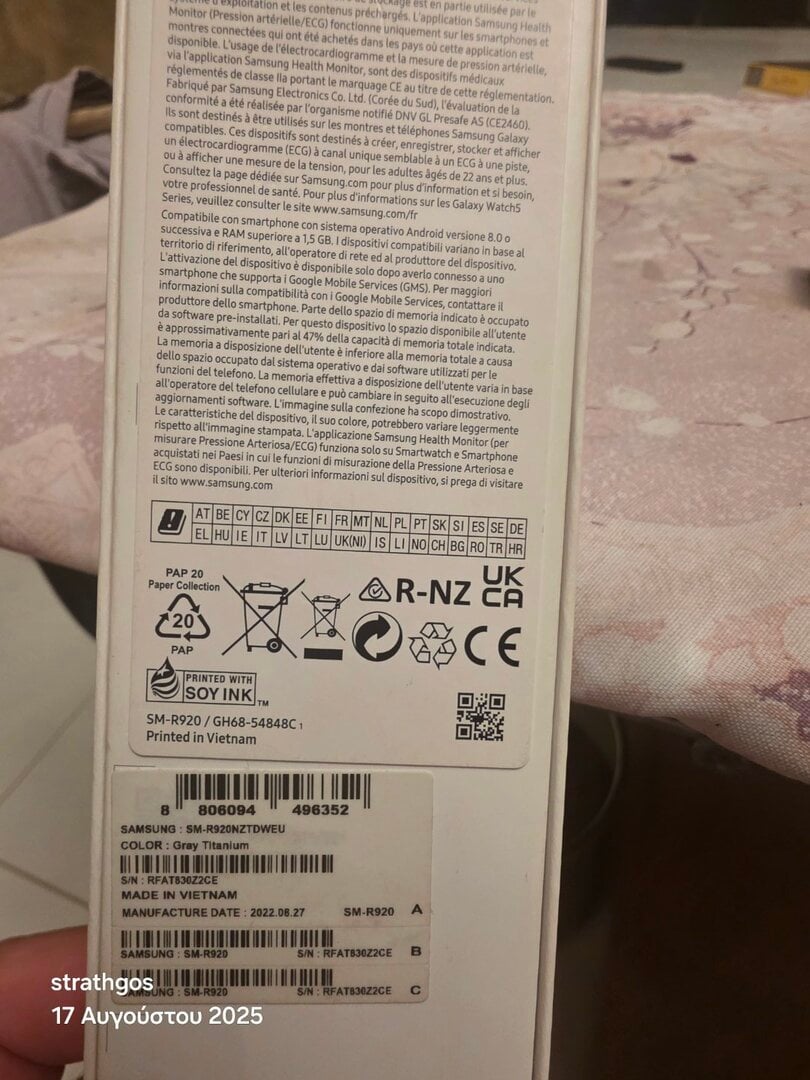 stockage est en partie utilisée par le
système d'exploitation et les contenus préchargés. L'application Samsung Health
Monitor (Pression artérielle/ECG) fonctionne uniquement sur les smartphones et
montres connectées qui ont été achetés dans les pays où cette application est
disponible. L'usage de l'électrocardiogramme et la mesure de pression artérielle,
via l'application Samsung Health Monitor, sont des dispositifs médicaux
réglementés de classe IIa portant le marquage CE au titre de cette réglementation.
Fabriqué par Samsung Electronics Co. Ltd. (Corée du Sud), l'évaluation de la
conformité a été réalisée par l'organisme notifié DNV GL Presafe AS (CE2460).
Ils sont destinés à être utilisés sur les montres et téléphones Samsung Galaxy
compatibles. Ces dispositifs sont destinés à créer, enregistrer, stocker et afficher
un électrocardiogramme (ECG) à canal unique semblable à un ECG à une piste,
ou à afficher une mesure de la tension, pour les adultes âgés de 22 ans et plus.
Consultez la page dédiée sur Samsung.com pour plus d'information et si besoin,
votre professionnel de santé. Pour plus d'informations sur les Galaxy Watch5
Series, veuillez consulter le site www.samsung.com/fr
Compatibile con smartphone con sistema operativo Android versione 8.0 o
successiva e RAM superiore a 1,5 GB. I dispositivi compatibili variano in base al
territorio di riferimento, all'operatore di rete ed al produttore del dispositivo.
L'attivazione del dispositivo è disponibile solo dopo averlo connesso a uno
smartphone che supporta i Google Mobile Services (GMS). Per maggiori
informazioni sulla compatibilità con i Google Mobile Services, contattare il
produttore dello smartphone. Parte dello spazio di memoria indicato è occupato
da software pre-installati. Per questo dispositivo lo spazio disponibile all'utente
è approssimativamente pari al 47% della capacità di memoria totale indicata.
La memoria a disposizione dell'utente è inferiore alla memoria totale a causa
dello spazio occupato dal sistema operativo e dai software utilizzati per le
funzioni del telefono. La memoria effettiva a disposizione dell'utente varia in base
all'operatore del telefono cellulare e può cambiare in seguito all'esecuzione degli
aggiornamenti software. L'immagine sulla confezione ha scopo dimostrativo.
Le caratteristiche del dispositivo, il suo colore, potrebbero variare leggermente
rispetto all'immagine stampata. L'applicazione Samsung Health Monitor (per
misurare Pressione Arteriosa/ECG) funziona solo su Smartwatch e Smartphone
acquistati nei Paesi in cui le funzioni di misurazione della Pressione Arteriosa e
ECG sono disponibili. Per ulteriori informazioni sul dispositivo, si prega di visitare
il sito www.samsung.com
AT BE CY CZ DK EE FI FR MT NL PL PT SK SI ES SE DE
EL HU IE IT LV LT LU UK(NI) IS LI NO CH BG RO TR HR
PAP 20
Paper Collection
20
PAP
R-NZ
UK
CA
CE
PRINTED WITH
SOY INK TM
SM-R920 / GH68-54848C 1
Printed in Vietnam
8 806094 496352
SAMSUNG : SM-R920NZTDWEU
COLOR : Gray Titanium
S/N : RFAT830Z2CE
MADE IN VIETNAM
MANUFACTURE DATE : 2022.08.27 SM-R920 A
SAMSUNG : SM-R920 S/N : RFAT830Z2CE B
SAMSUNG : SM-R920 S/N : RFAT830Z2CE C
strathgos
17 Αυγούστου 2025